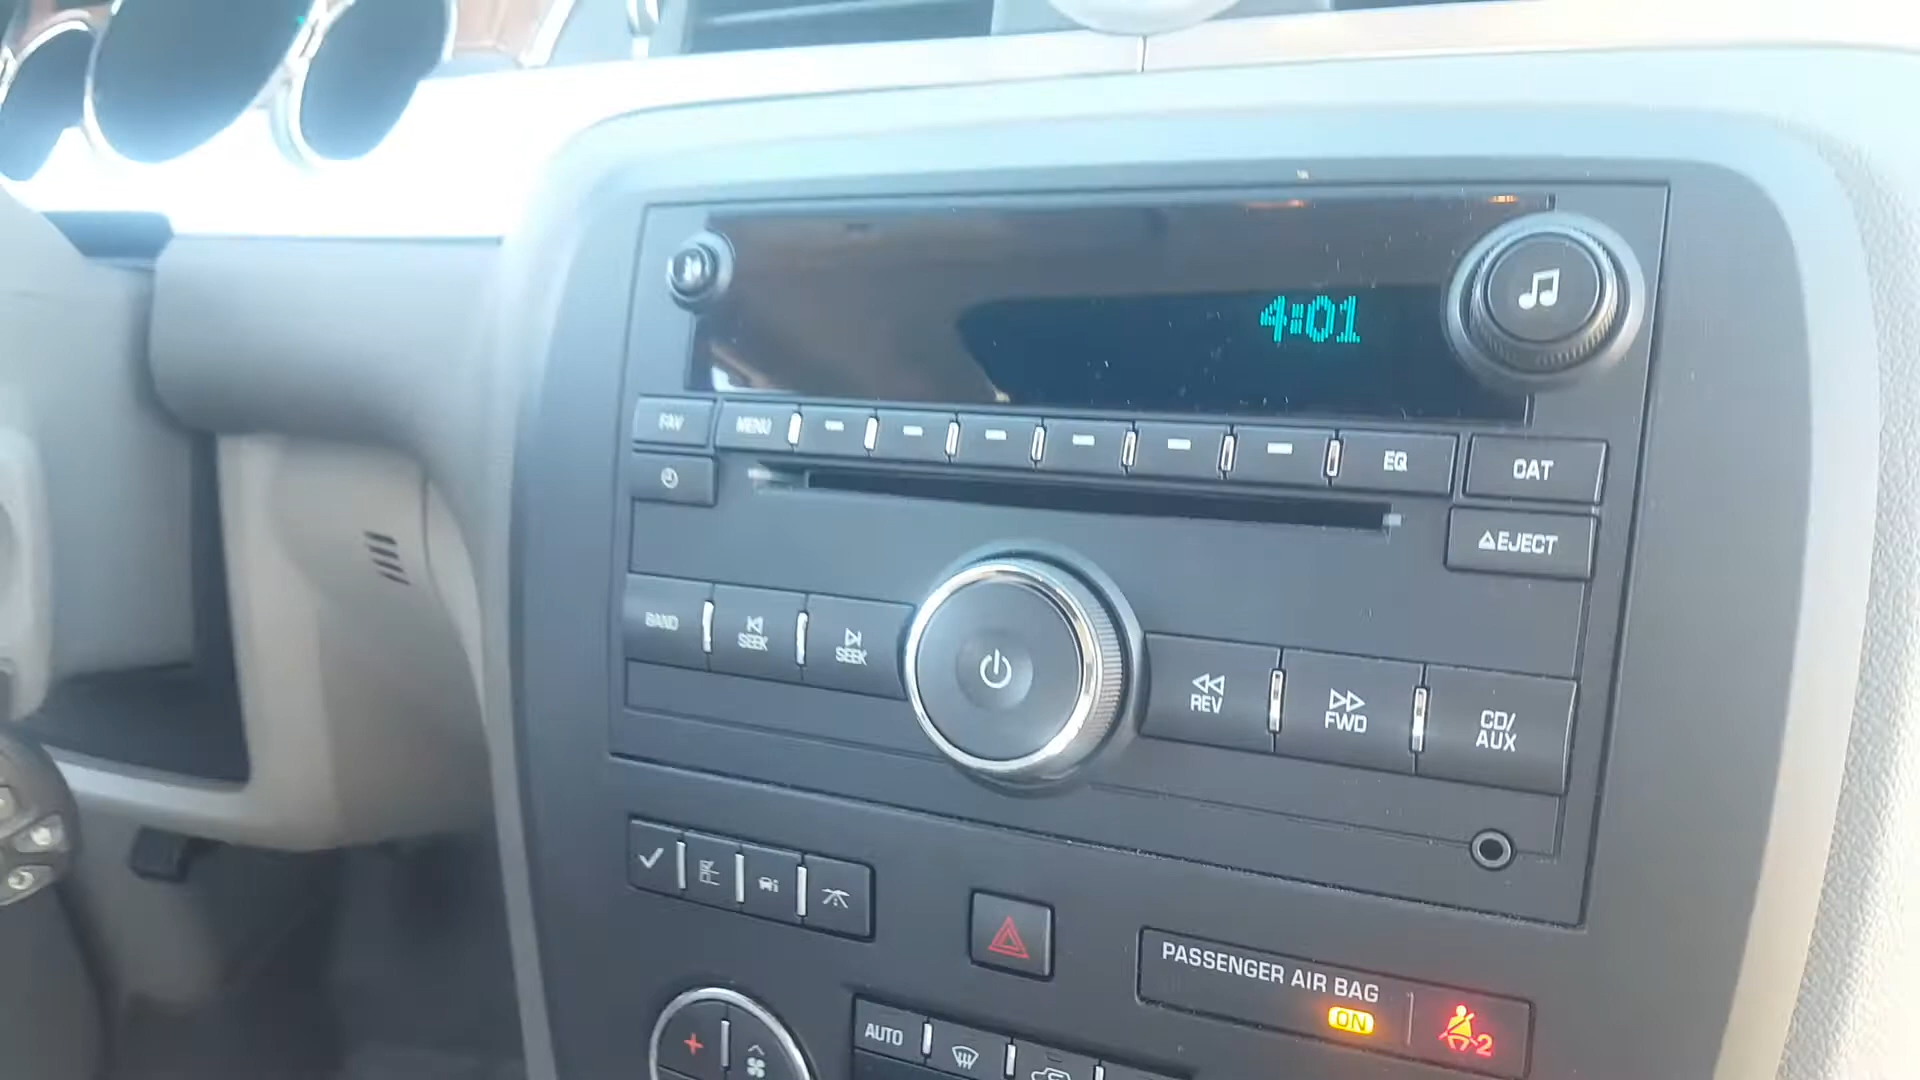 4:01
FAV
MENU
EQ
CAT
EJECT
BAND
SEEK
SEEK
REV
FWD
CD/
AUX
PASSENGER AIR BAG
ON
2
AUTO